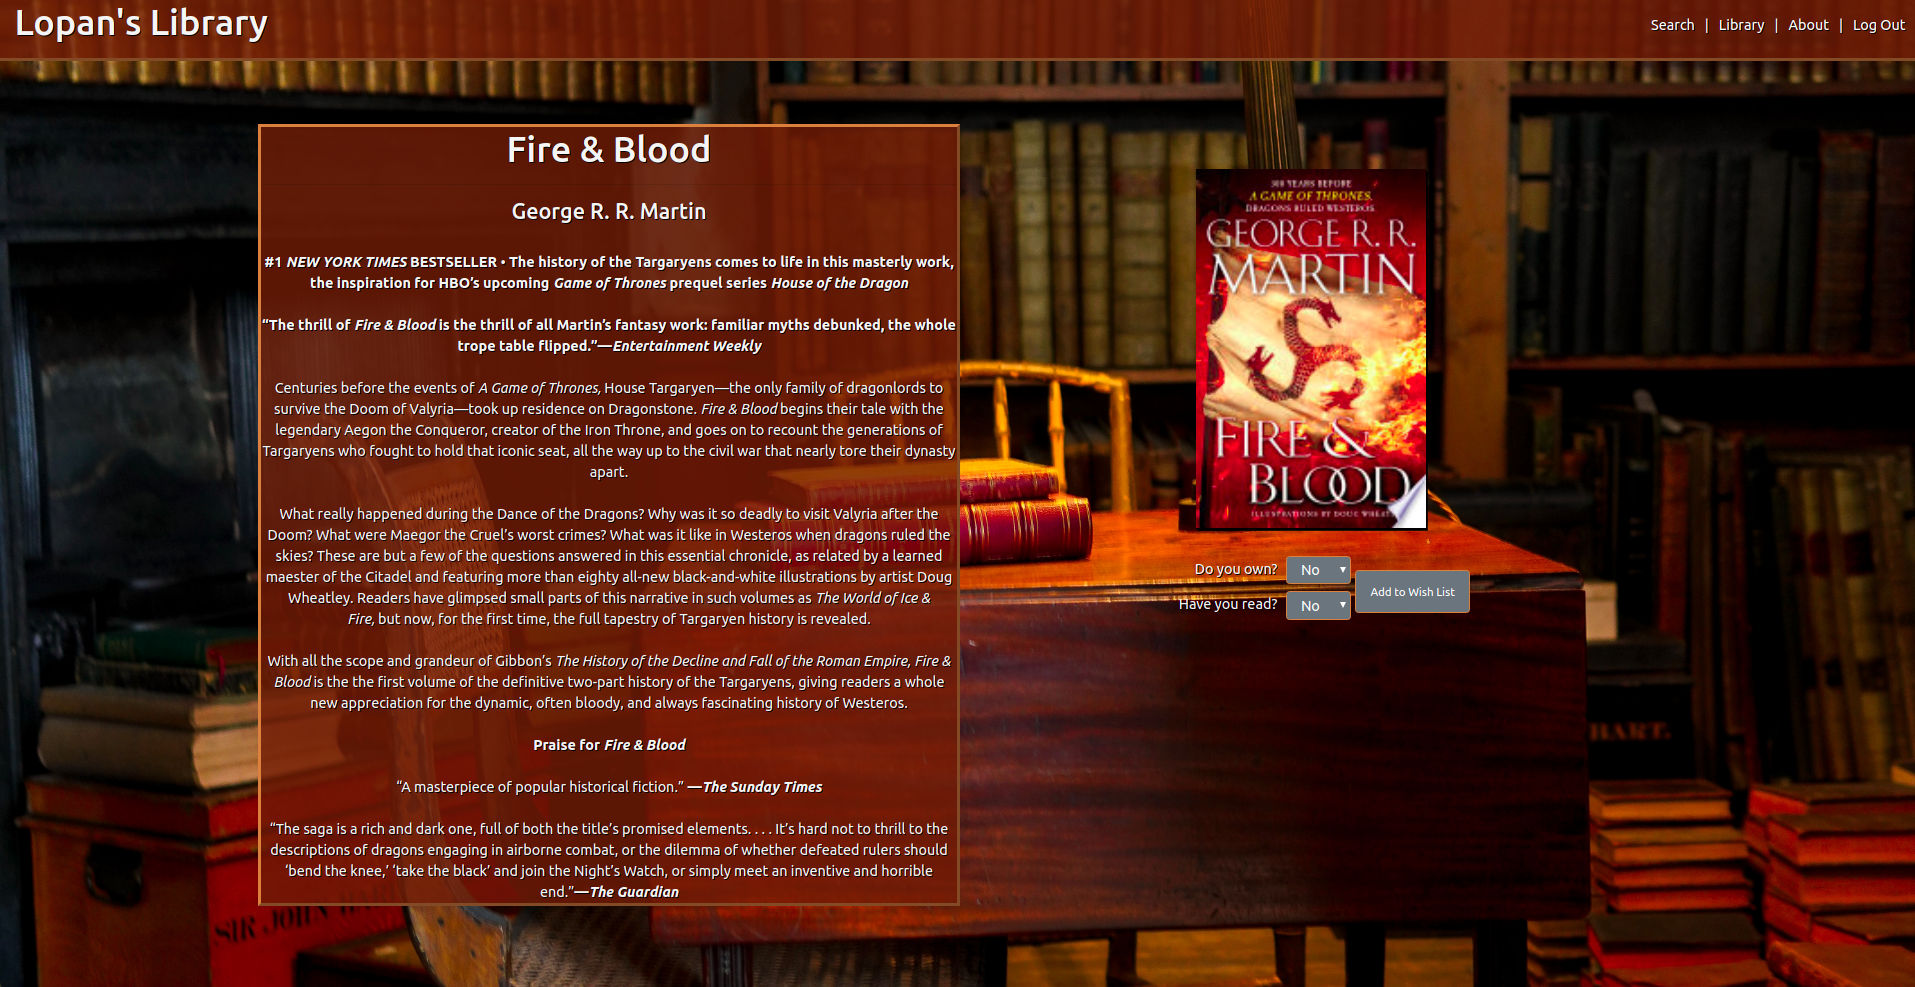 Lopan's Library
Search | Library | About | Log Out
Fire & Blood
George R. R. Martin
#1 NEW YORK TIMES BESTSELLER • The history of the Targaryens comes to life in this masterly work,
the inspiration for HBO’s upcoming Game of Thrones prequel series House of the Dragon
“The thrill of Fire & Blood is the thrill of all Martin’s fantasy work: familiar myths debunked, the whole
trope table flipped.”—Entertainment Weekly
Centuries before the events of A Game of Thrones, House Targaryen—the only family of dragonlords to
survive the Doom of Valyria—took up residence on Dragonstone. Fire & Blood begins their tale with the
legendary Aegon the Conqueror, creator of the Iron Throne, and goes on to recount the generations of
Targaryens who fought to hold that iconic seat, all the way up to the civil war that nearly tore their dynasty
apart.
What really happened during the Dance of the Dragons? Why was it so deadly to visit Valyria after the
Doom? What were Maegor the Cruel’s worst crimes? What was it like in Westeros when dragons ruled the
skies? These are but a few of the questions answered in this essential chronicle, as related by a learned
maester of the Citadel and featuring more than eighty all-new black-and-white illustrations by artist Doug
Wheatley. Readers have glimpsed small parts of this narrative in such volumes as The World of Ice &
Fire, but now, for the first time, the full tapestry of Targaryen history is revealed.
With all the scope and grandeur of Gibbon’s The History of the Decline and Fall of the Roman Empire, Fire &
Blood is the the first volume of the definitive two-part history of the Targaryens, giving readers a whole
new appreciation for the dynamic, often bloody, and always fascinating history of Westeros.
Praise for Fire & Blood
“A masterpiece of popular historical fiction.” —The Sunday Times
“The saga is a rich and dark one, full of both the title’s promised elements. . . . It’s hard not to thrill to the
descriptions of dragons engaging in airborne combat, or the dilemma of whether defeated rulers should
‘bend the knee,’ ‘take the black’ and join the Night’s Watch, or simply meet an inventive and horrible
end.”—The Guardian
300 YEARS BEFORE
A GAME OF THRONES,
DRAGONS RULED WESTEROS
GEORGE R. R.
MARTIN
FIRE &
BLOOD
ILLUSTRATIONS BY DOUG
Do you own? No
Have you read? No
Add to Wish List
SIR JOHN
BART.